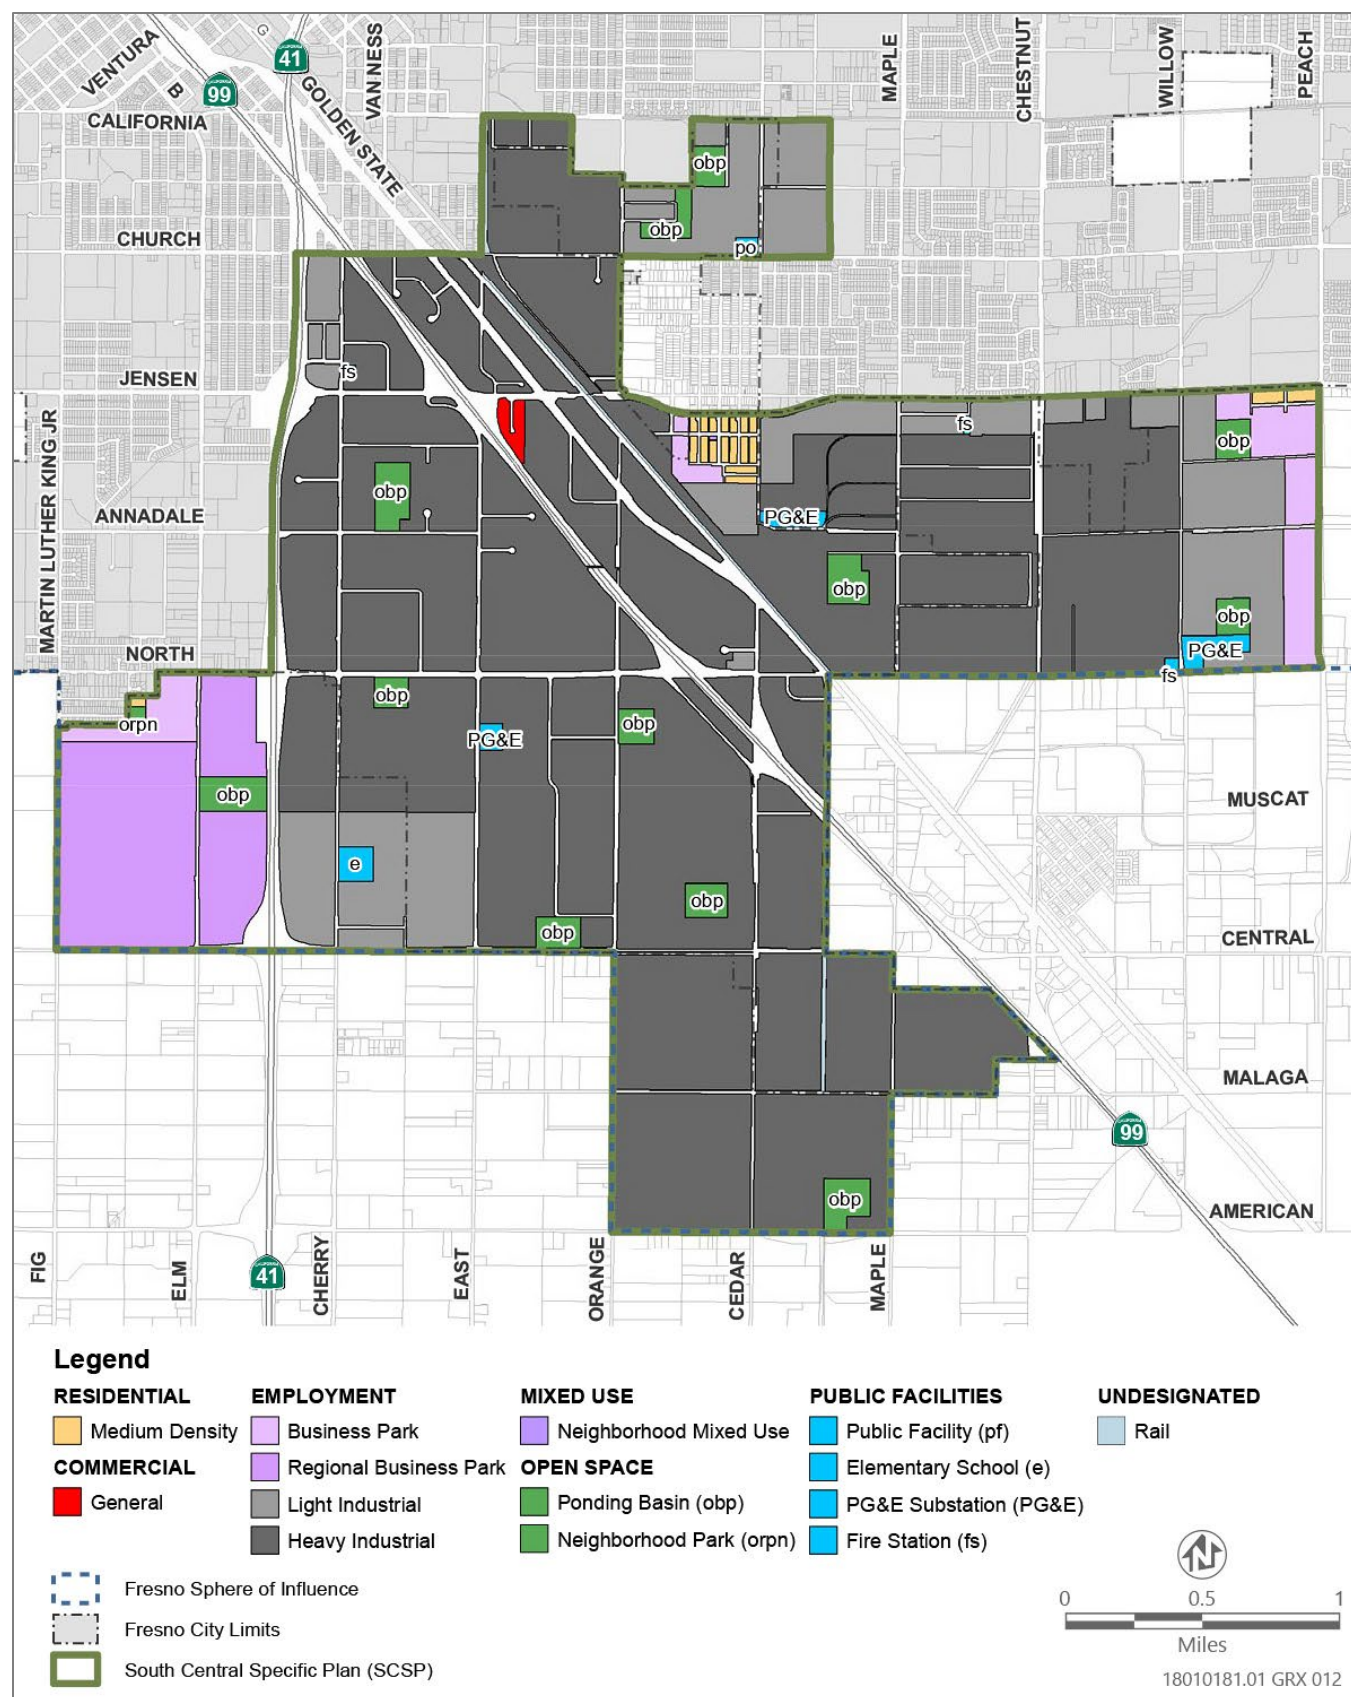 VENTURA
G
CALIFORNIA
41
VAN NESS
MAPLE
CHESTNUT
WILLOW
PEACH
B
CALIFORNIA
99
GOLDEN STATE
CALIFORNIA
obp
obp
po
CHURCH
JENSEN
fs
fs
obp
MARTIN LUTHER KING JR
obp
ANNADALE
PG&E
obp
obp
NORTH
PG&E
fs
obp
orpn
obp
PG&E
obp
MUSCAT
e
obp
obp
CENTRAL
MALAGA
CALIFORNIA
99
obp
AMERICAN
FIG
ELM
CALIFORNIA
41
CHERRY
EAST
ORANGE
CEDAR
MAPLE
Legend
RESIDENTIAL
Medium Density
COMMERCIAL
General
EMPLOYMENT
Business Park
Regional Business Park
Light Industrial
Heavy Industrial
MIXED USE
Neighborhood Mixed Use
OPEN SPACE
Ponding Basin (obp)
Neighborhood Park (orpn)
PUBLIC FACILITIES
Public Facility (pf)
Elementary School (e)
PG&E Substation (PG&E)
Fire Station (fs)
UNDESIGNATED
Rail
Fresno Sphere of Influence
Fresno City Limits
South Central Specific Plan (SCSP)
N
0 0.5 1
Miles
18010181.01 GRX 012